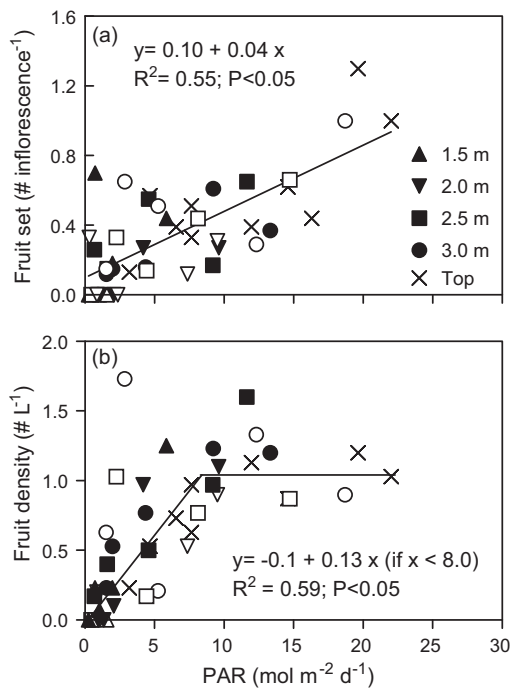 (a)
y= 0.10 + 0.04 x
R²= 0.55; P<0.05
Fruit set (# inflorescence⁻¹)
1.6
1.2
0.8
0.4
0.0
1.5 m
2.0 m
2.5 m
3.0 m
Top
(b)
Fruit density (# L⁻¹)
2.0
1.5
1.0
0.5
0.0
y= -0.1 + 0.13 x (if x < 8.0)
R² = 0.59; P<0.05
0 5 10 15 20 25 30
PAR (mol m⁻² d⁻¹)